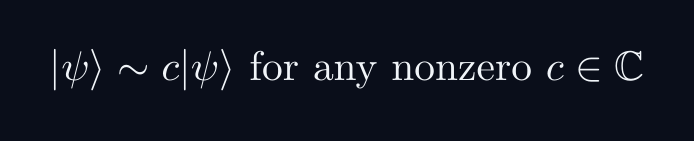 |ψ⟩ ∼ c|ψ⟩ for any nonzero c ∈ ℂ